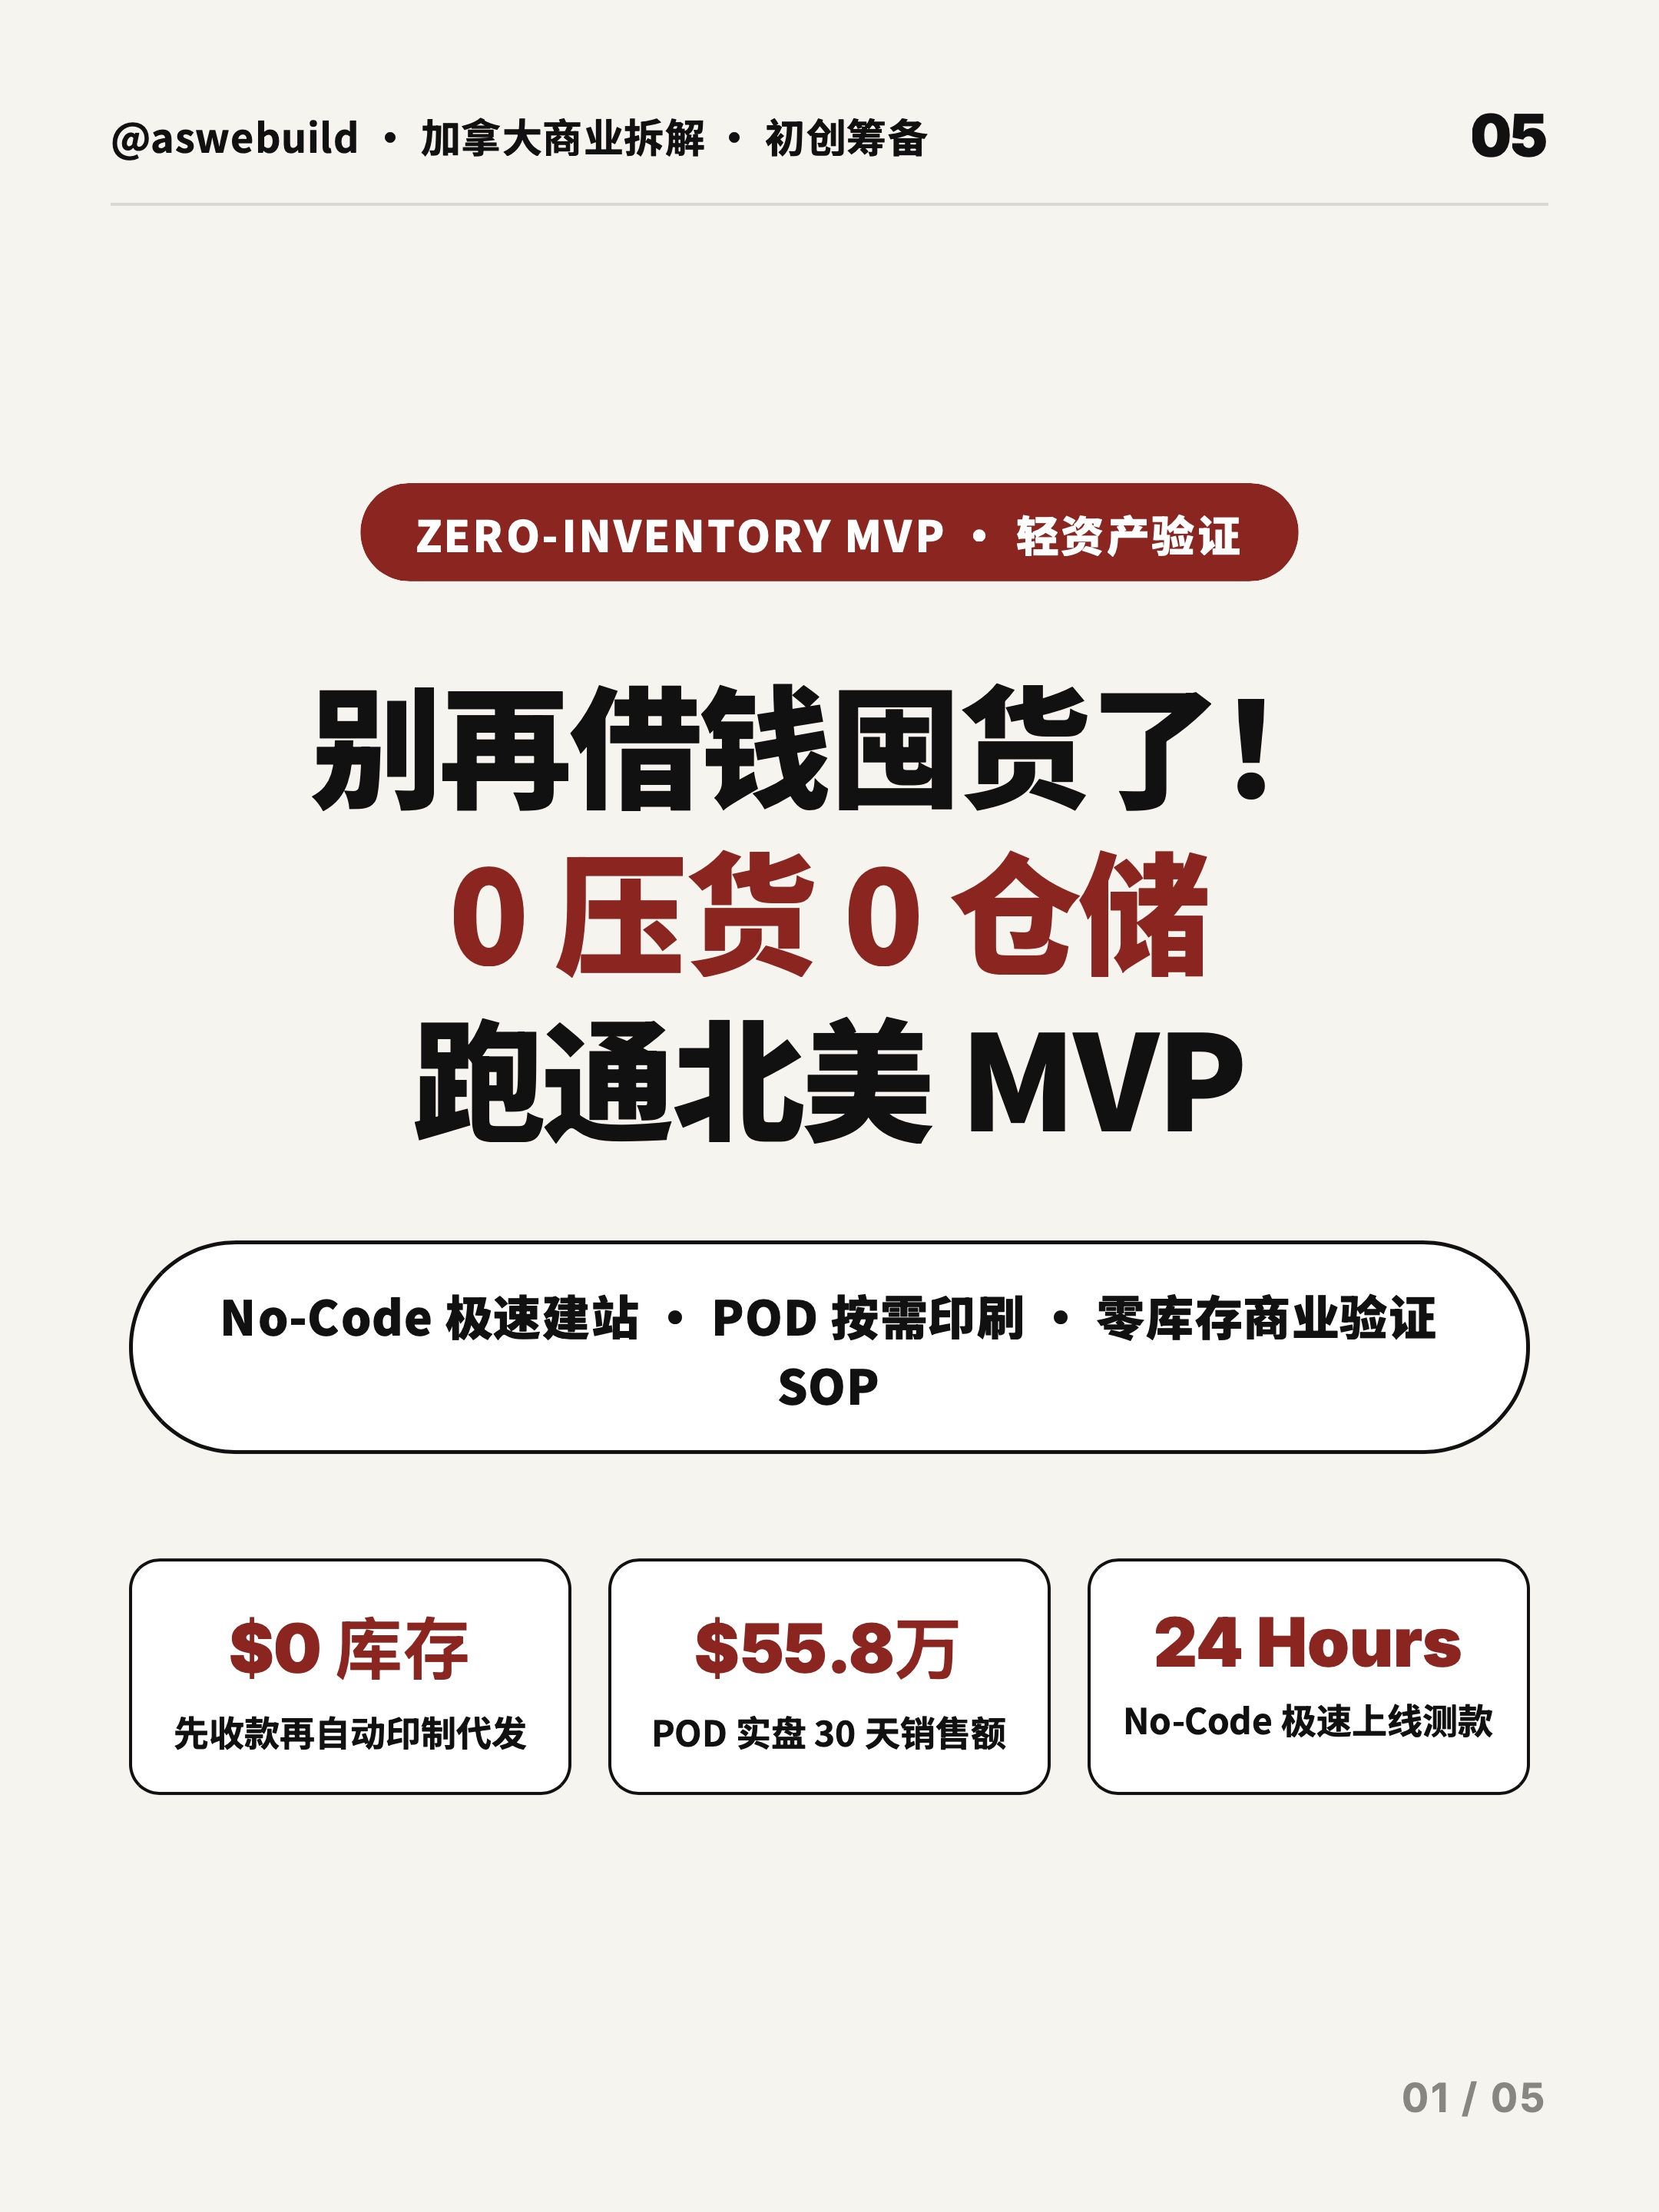 @aswebuild • 加拿大商业拆解 • 初创筹备
05
ZERO-INVENTORY MVP • 轻资产验证
别再借钱囤货了！
0 压货 0 仓储
跑通北美 MVP
No-Code 极速建站 • POD 按需印刷 • 零库存商业验证
SOP
$0 库存
先收款再自动印制代发
$55.8万
POD 实盘 30 天销售额
24 Hours
No-Code 极速上线测款
01 / 05